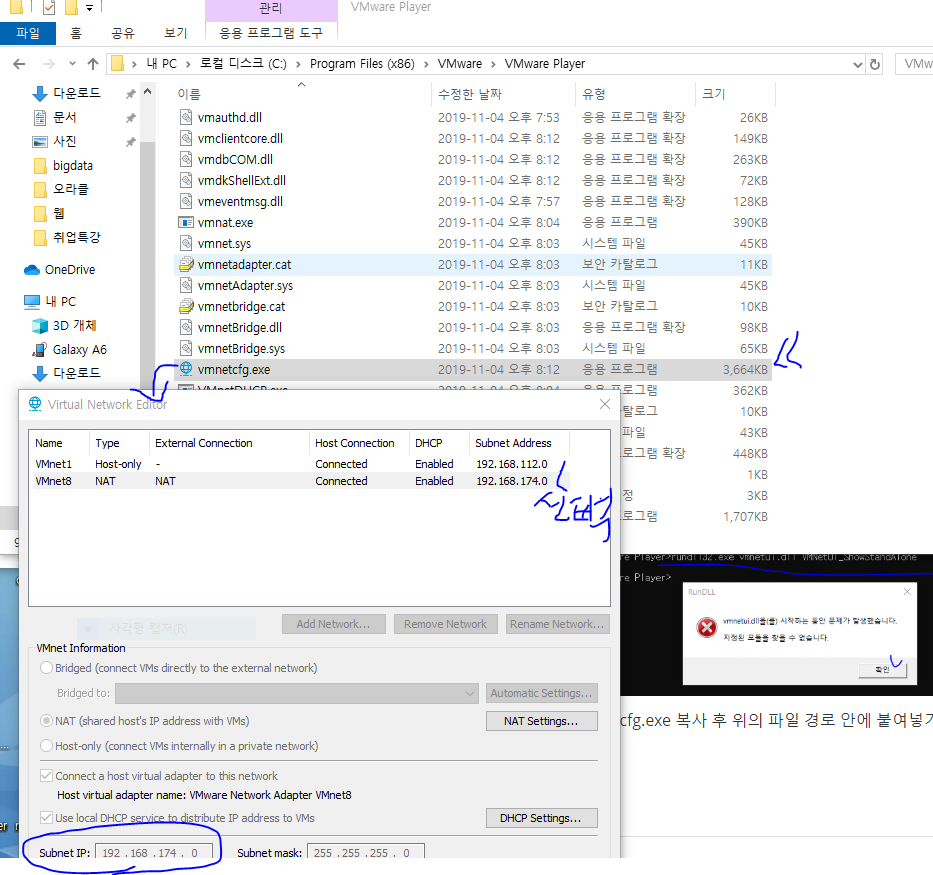 관리
VMware Player
파일 홈 공유 보기 응용 프로그램 도구
내 PC > 로컬 디스크 (C:) > Program Files (x86) > VMware > VMware Player
VMw
다운로드
문서
사진
bigdata
오라클
웹
취업특강
OneDrive
내 PC
3D 개체
Galaxy A6
다운로드
이름 수정한 날짜 유형 크기
vmauthd.dll 2019-11-04 오후 7:53 응용 프로그램 확장 26KB
vmclientcore.dll 2019-11-04 오후 8:12 응용 프로그램 확장 149KB
vmdbCOM.dll 2019-11-04 오후 8:12 응용 프로그램 확장 263KB
vmdkShellExt.dll 2019-11-04 오후 8:12 응용 프로그램 확장 72KB
vmeventmsg.dll 2019-11-04 오후 7:57 응용 프로그램 확장 128KB
vmnat.exe 2019-11-04 오후 8:04 응용 프로그램 390KB
vmnet.sys 2019-11-04 오후 8:03 시스템 파일 45KB
vmnetadapter.cat 2019-11-04 오후 8:03 보안 카탈로그 11KB
vmnetAdapter.sys 2019-11-04 오후 8:03 시스템 파일 45KB
vmnetbridge.cat 2019-11-04 오후 8:03 보안 카탈로그 10KB
vmnetBridge.dll 2019-11-04 오후 8:03 응용 프로그램 확장 98KB
vmnetBridge.sys 2019-11-04 오후 8:03 시스템 파일 65KB
vmnetcfg.exe 2019-11-04 오후 8:12 응용 프로그램 3,664KB
VMnetDHCP.exe 프로그램 362KB
탈로그 10KB
파일 43KB
프로그램 확장 448KB
1KB
정 3KB
로그램 1,707KB
Virtual Network Editor
Name Type External Connection Host Connection DHCP Subnet Address
VMnet1 Host-only - Connected Enabled 192.168.112.0
VMnet8 NAT NAT Connected Enabled 192.168.174.0
선택
사각형 캡처(R)
Add Network... Remove Network Rename Network...
VMnet Information
Bridged (connect VMs directly to the external network)
Bridged to: Automatic Settings...
NAT (shared host's IP address with VMs) NAT Settings...
Host-only (connect VMs internally in a private network)
Connect a host virtual adapter to this network
Host virtual adapter name: VMware Network Adapter VMnet8
Use local DHCP service to distribute IP address to VMs DHCP Settings...
Subnet IP: 192 . 168 . 174 . 0 Subnet mask: 255 . 255 . 255 . 0
re Player>rundll32.exe vmnetui.dll VMNetUI_ShowStandAlone
re Player>
RunDLL
vmnetui.dll을(를) 시작하는 동안 문제가 발생했습니다.
지정된 모듈을 찾을 수 없습니다.
확인
cfg.exe 복사 후 위의 파일 경로 안에 붙여넣기